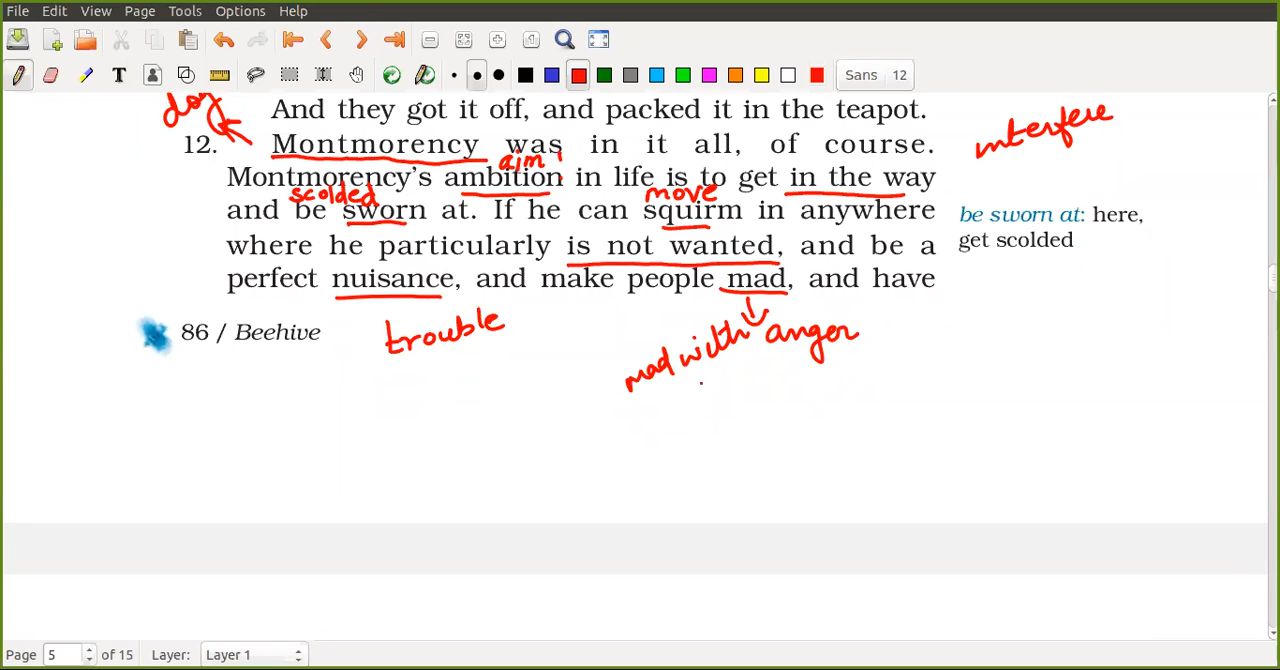 File Edit View Page Tools Options Help
Sans 12
dog
And they got it off, and packed it in the teapot.
interfere
12. Montmorency was in it all, of course.
aim
Montmorency's ambition in life is to get in the way
scolded move
and be sworn at. If he can squirm in anywhere
be sworn at: here,
get scolded
where he particularly is not wanted, and be a
perfect nuisance, and make people mad, and have
86 / Beehive
trouble
mad with anger
Page 5 of 15 Layer: Layer 1